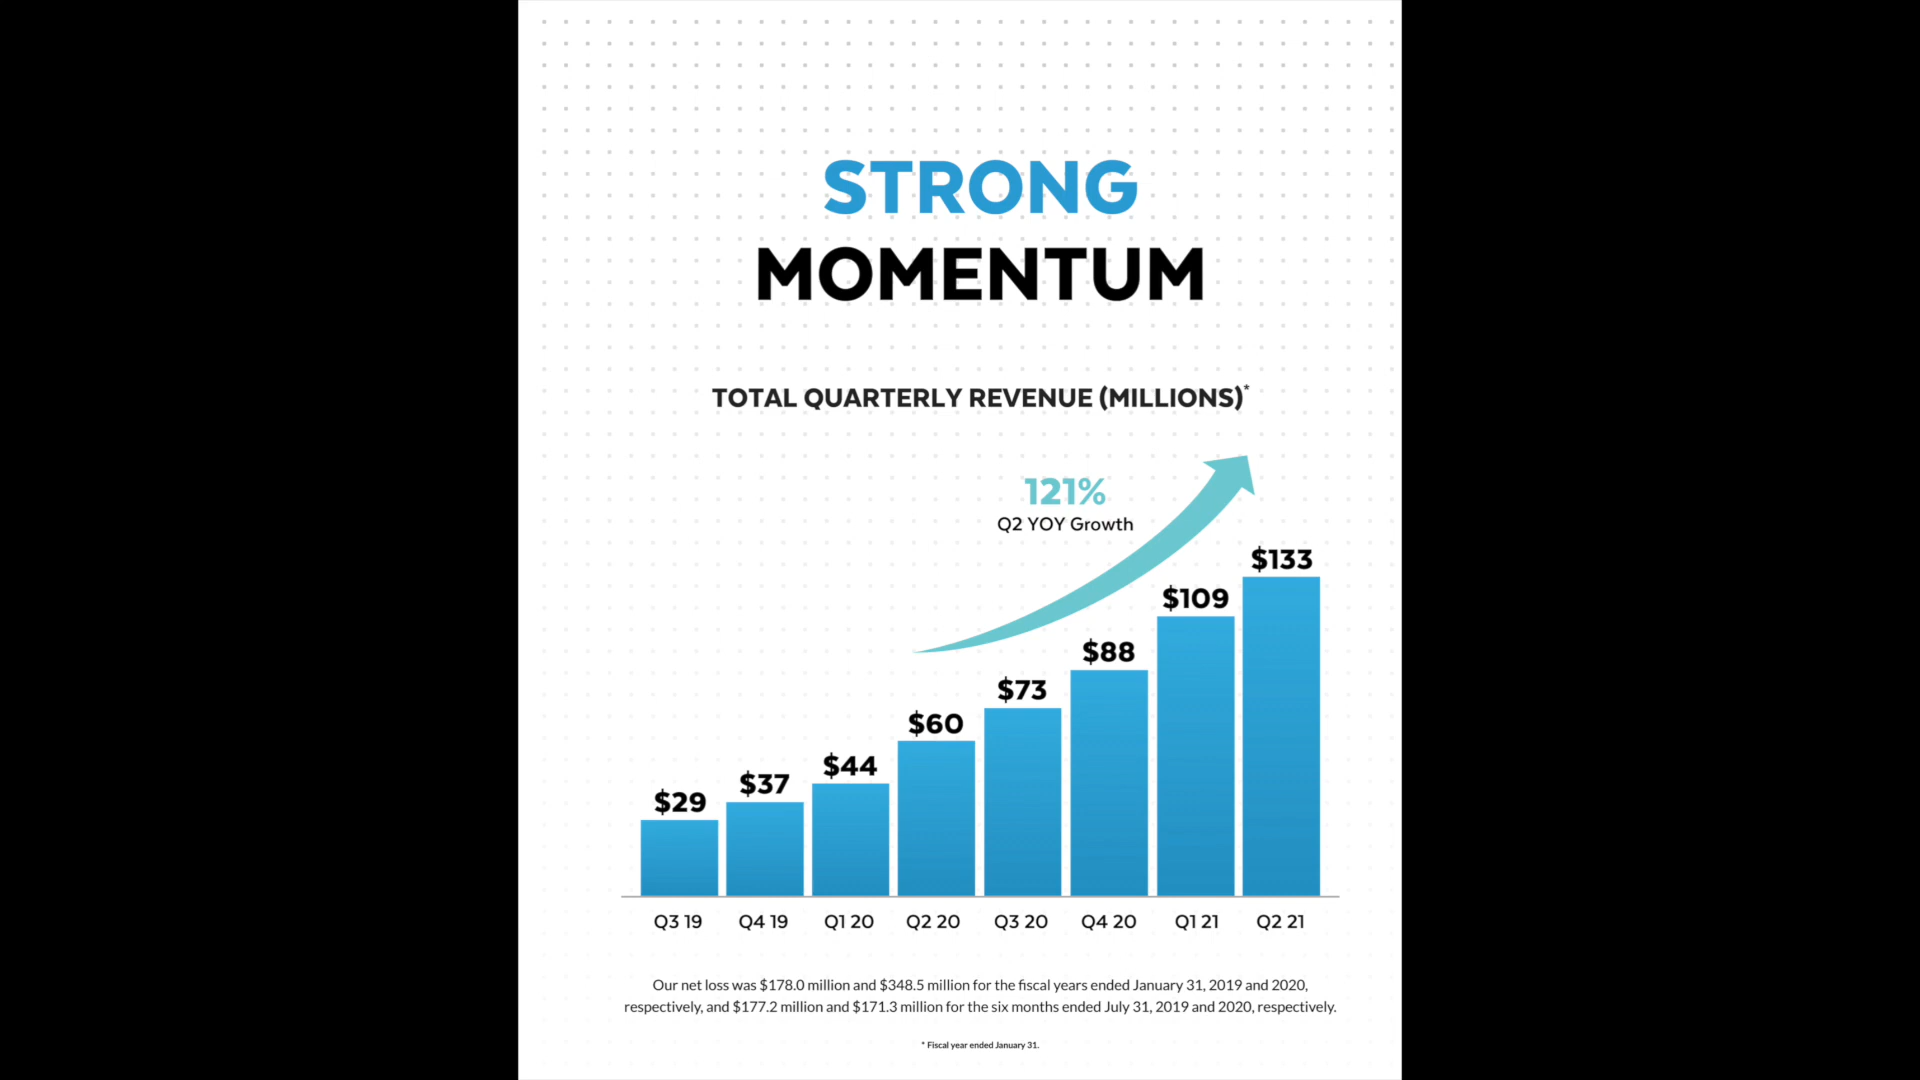 STRONG
MOMENTUM
TOTAL QUARTERLY REVENUE (MILLIONS)*
121%
Q2 YOY Growth
$29
$37
$44
$60
$73
$88
$109
$133
Q3 19
Q4 19
Q1 20
Q2 20
Q3 20
Q4 20
Q1 21
Q2 21
Our net loss was $178.0 million and $348.5 million for the fiscal years ended January 31, 2019 and 2020,
respectively, and $177.2 million and $171.3 million for the six months ended July 31, 2019 and 2020, respectively.
* Fiscal year ended January 31.